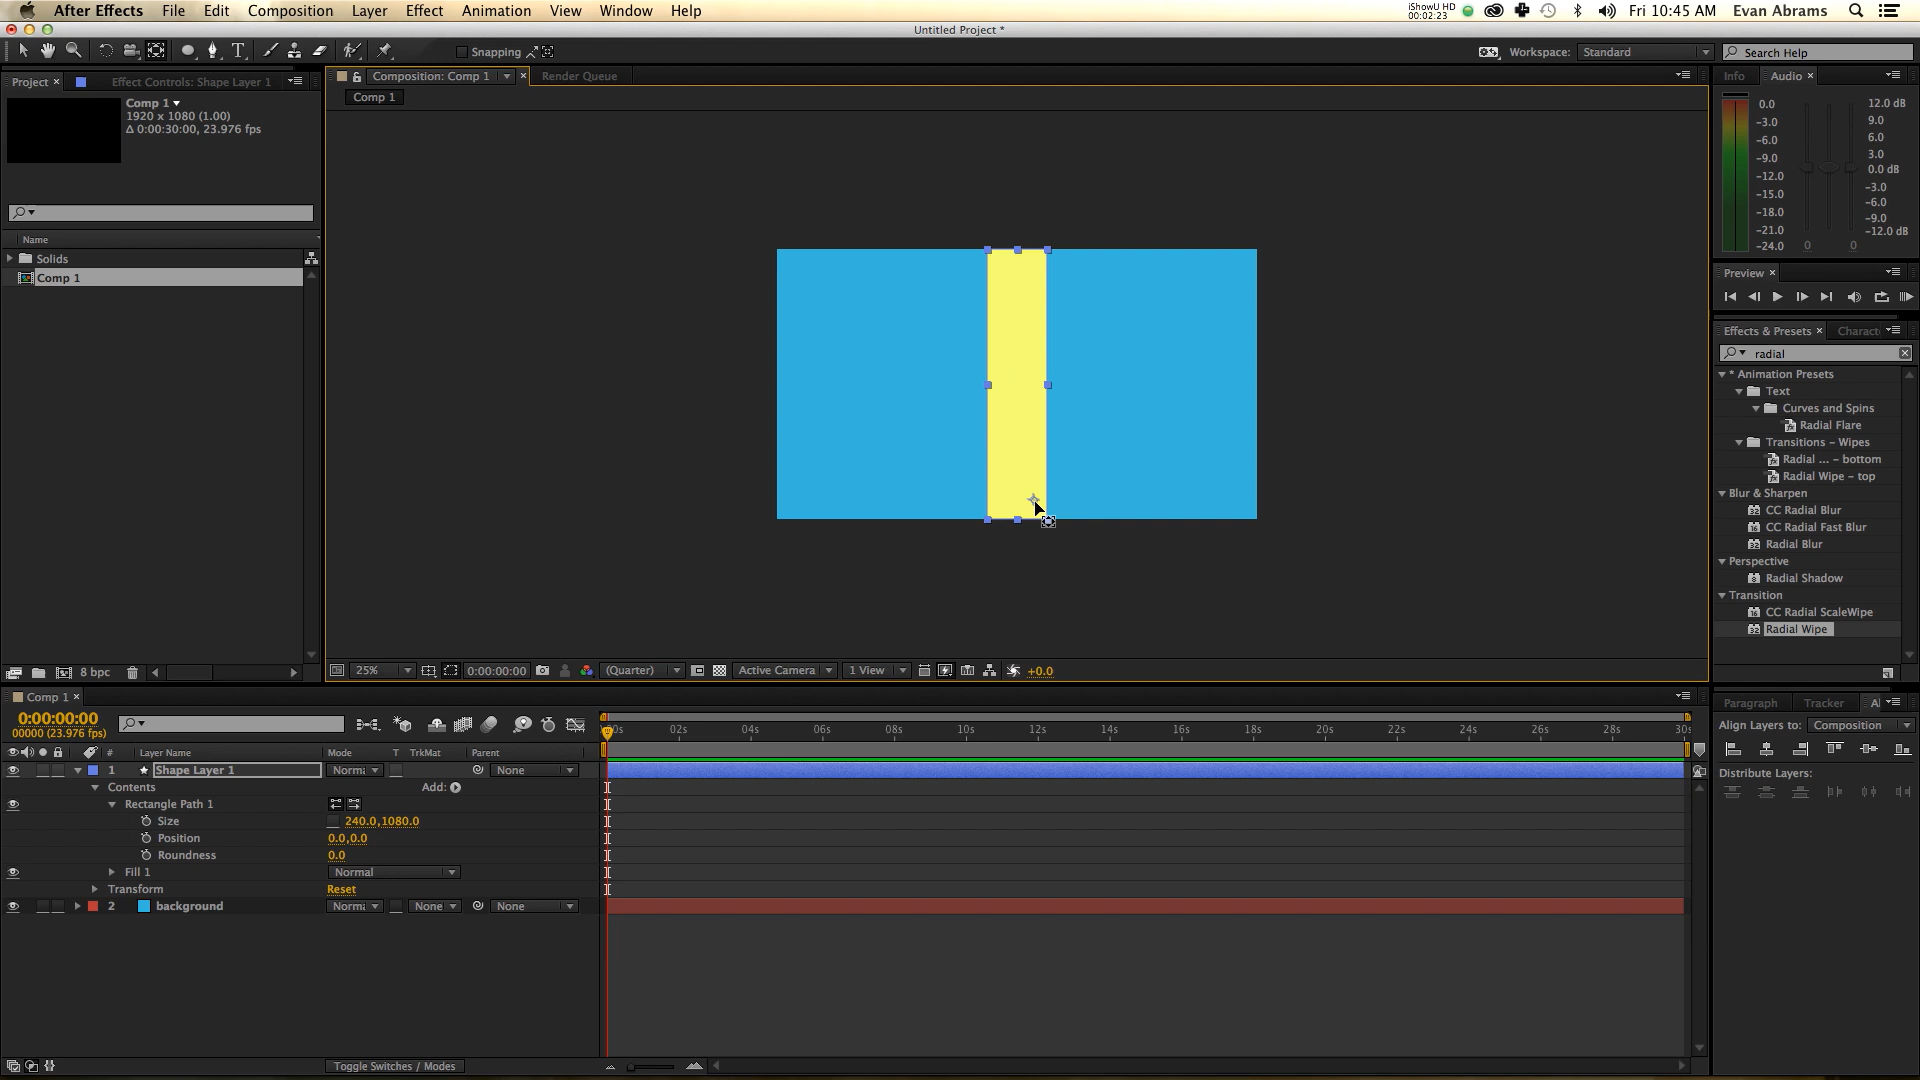 After Effects File Edit Composition Layer Effect Animation View Window Help
iShowU HD
00:02:23
Fri 10:45 AM Evan Abrams
Untitled Project *
Snapping
Workspace: Standard
Search Help
Project
Effect Controls: Shape Layer 1
Composition: Comp 1
Render Queue
Info
Audio
Comp 1
1920 x 1080 (1.00)
Δ 0:00:30:00, 23.976 fps
Comp 1
0.0
-3.0
-6.0
-9.0
-12.0
-15.0
-18.0
-21.0
-24.0
0 0
12.0 dB
9.0
6.0
3.0
0.0 dB
-3.0
-6.0
-9.0
-12.0 dB
Name
Solids
Comp 1
Preview
Effects & Presets
Charact
radial
* Animation Presets
Text
Curves and Spins
Radial Flare
Transitions - Wipes
Radial ... - bottom
Radial Wipe - top
Blur & Sharpen
32 CC Radial Blur
16 CC Radial Fast Blur
32 Radial Blur
Perspective
8 Radial Shadow
Transition
16 CC Radial ScaleWipe
32 Radial Wipe
8 bpc
25%
0:00:00:00
(Quarter)
Active Camera
1 View
+0.0
Comp 1
0:00:00:00
00000 (23.976 fps)
00s 02s 04s 06s 08s 10s 12s 14s 16s 18s 20s 22s 24s 26s 28s 30s
# Layer Name Mode T TrkMat Parent
1 Shape Layer 1 Norma None
Contents Add:
Rectangle Path 1
Size 240.0,1080.0
Position 0.0,0.0
Roundness 0.0
Fill 1 Normal
Transform Reset
2 background Norma None None
Toggle Switches / Modes
Paragraph
Tracker
Al
Align Layers to: Composition
Distribute Layers: